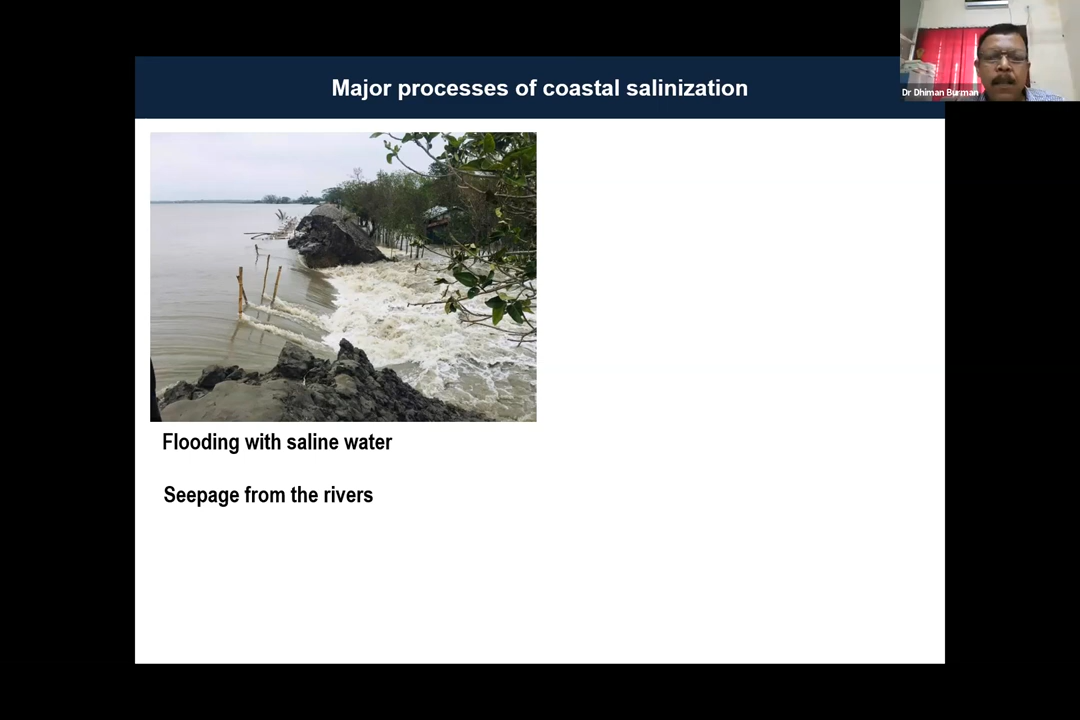 Major processes of coastal salinization
Dr Dhiman Burman
Flooding with saline water
Seepage from the rivers